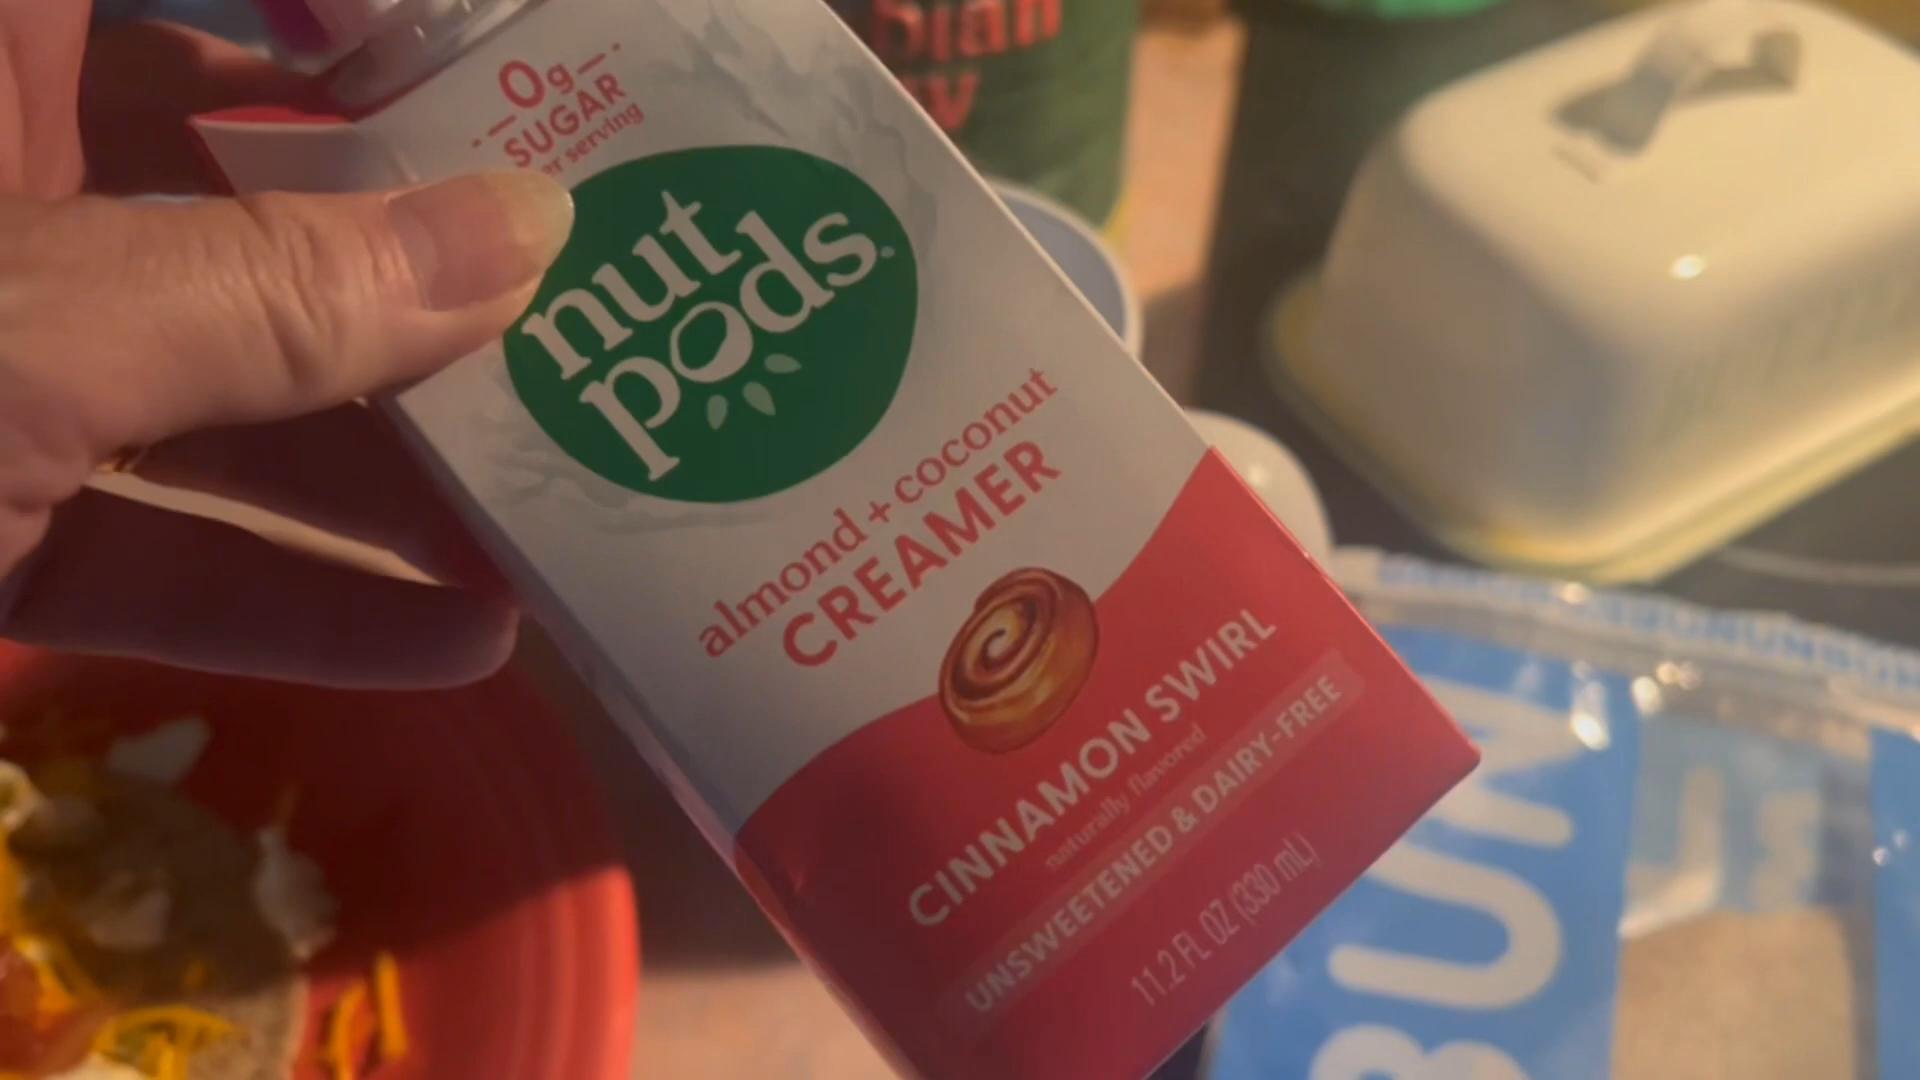 0g
SUGAR
er serving
nut
pods
almond + coconut
CREAMER
CINNAMON SWIRL
naturally flavored
UNSWEETENED & DAIRY-FREE
11.2 FL OZ (330 mL)